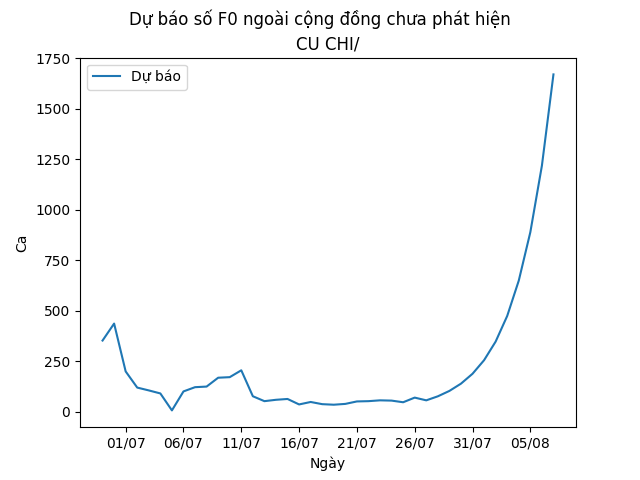 Dự báo số F0 ngoài cộng đồng chưa phát hiện
CU CHI/
1750
1500
1250
1000
750
500
250
0
Ca
Dự báo
01/07 06/07 11/07 16/07 21/07 26/07 31/07 05/08
Ngày